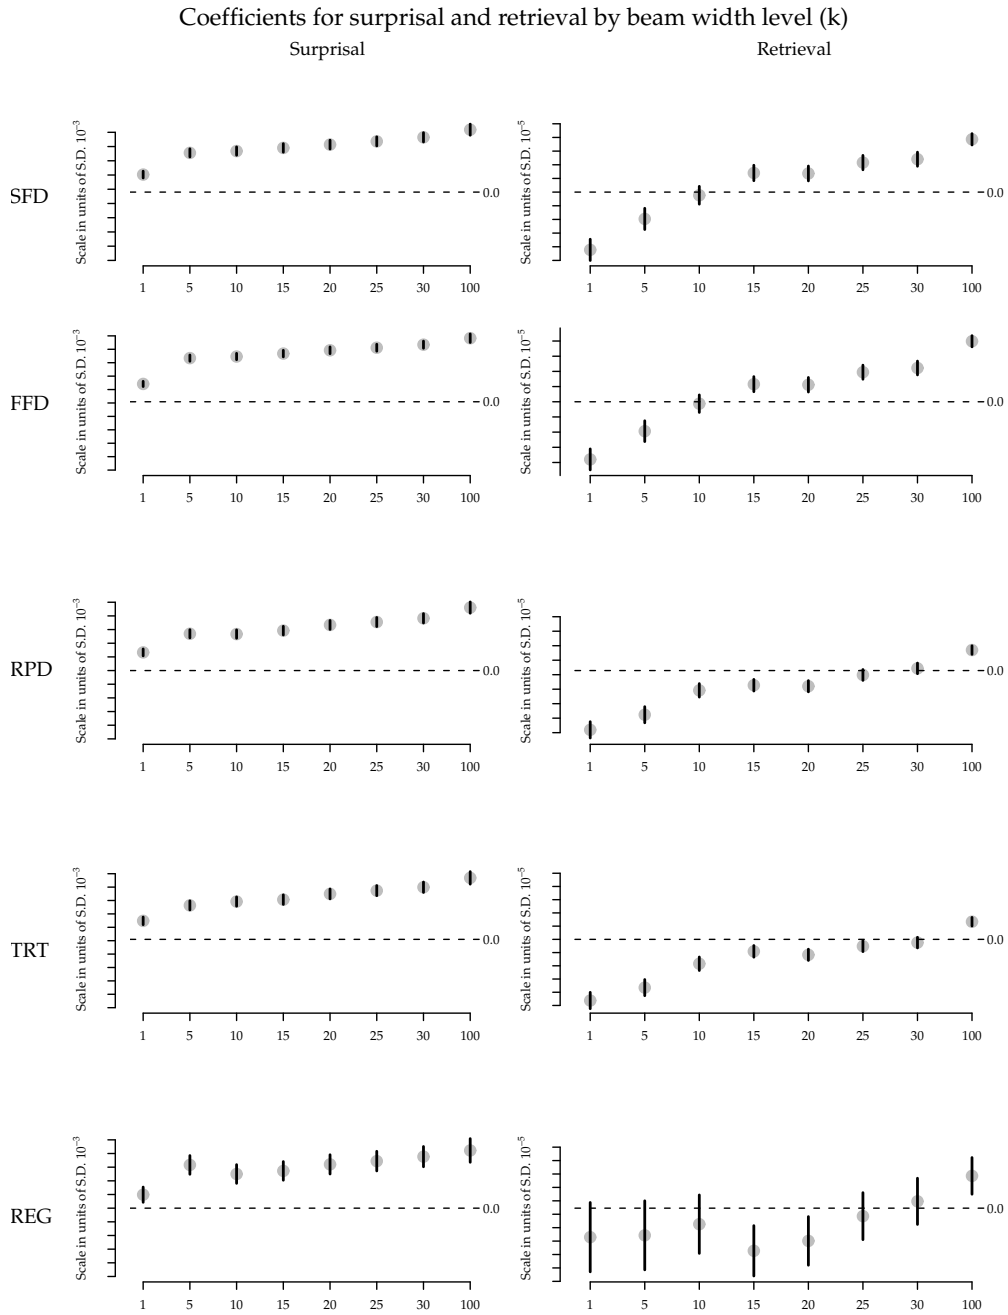 Coefficients for surprisal and retrieval by beam width level (k)
Surprisal Retrieval
SFD
Scale in units of S.D. 10⁻³
0.0
1 5 10 15 20 25 30 100
Scale in units of S.D. 10⁻⁵
0.0
1 5 10 15 20 25 30 100
FFD
Scale in units of S.D. 10⁻³
0.0
1 5 10 15 20 25 30 100
Scale in units of S.D. 10⁻⁵
0.0
1 5 10 15 20 25 30 100
RPD
Scale in units of S.D. 10⁻³
0.0
1 5 10 15 20 25 30 100
Scale in units of S.D. 10⁻⁵
0.0
1 5 10 15 20 25 30 100
TRT
Scale in units of S.D. 10⁻³
0.0
1 5 10 15 20 25 30 100
Scale in units of S.D. 10⁻⁵
0.0
1 5 10 15 20 25 30 100
REG
Scale in units of S.D. 10⁻³
0.0
1 5 10 15 20 25 30 100
Scale in units of S.D. 10⁻⁵
0.0
1 5 10 15 20 25 30 100